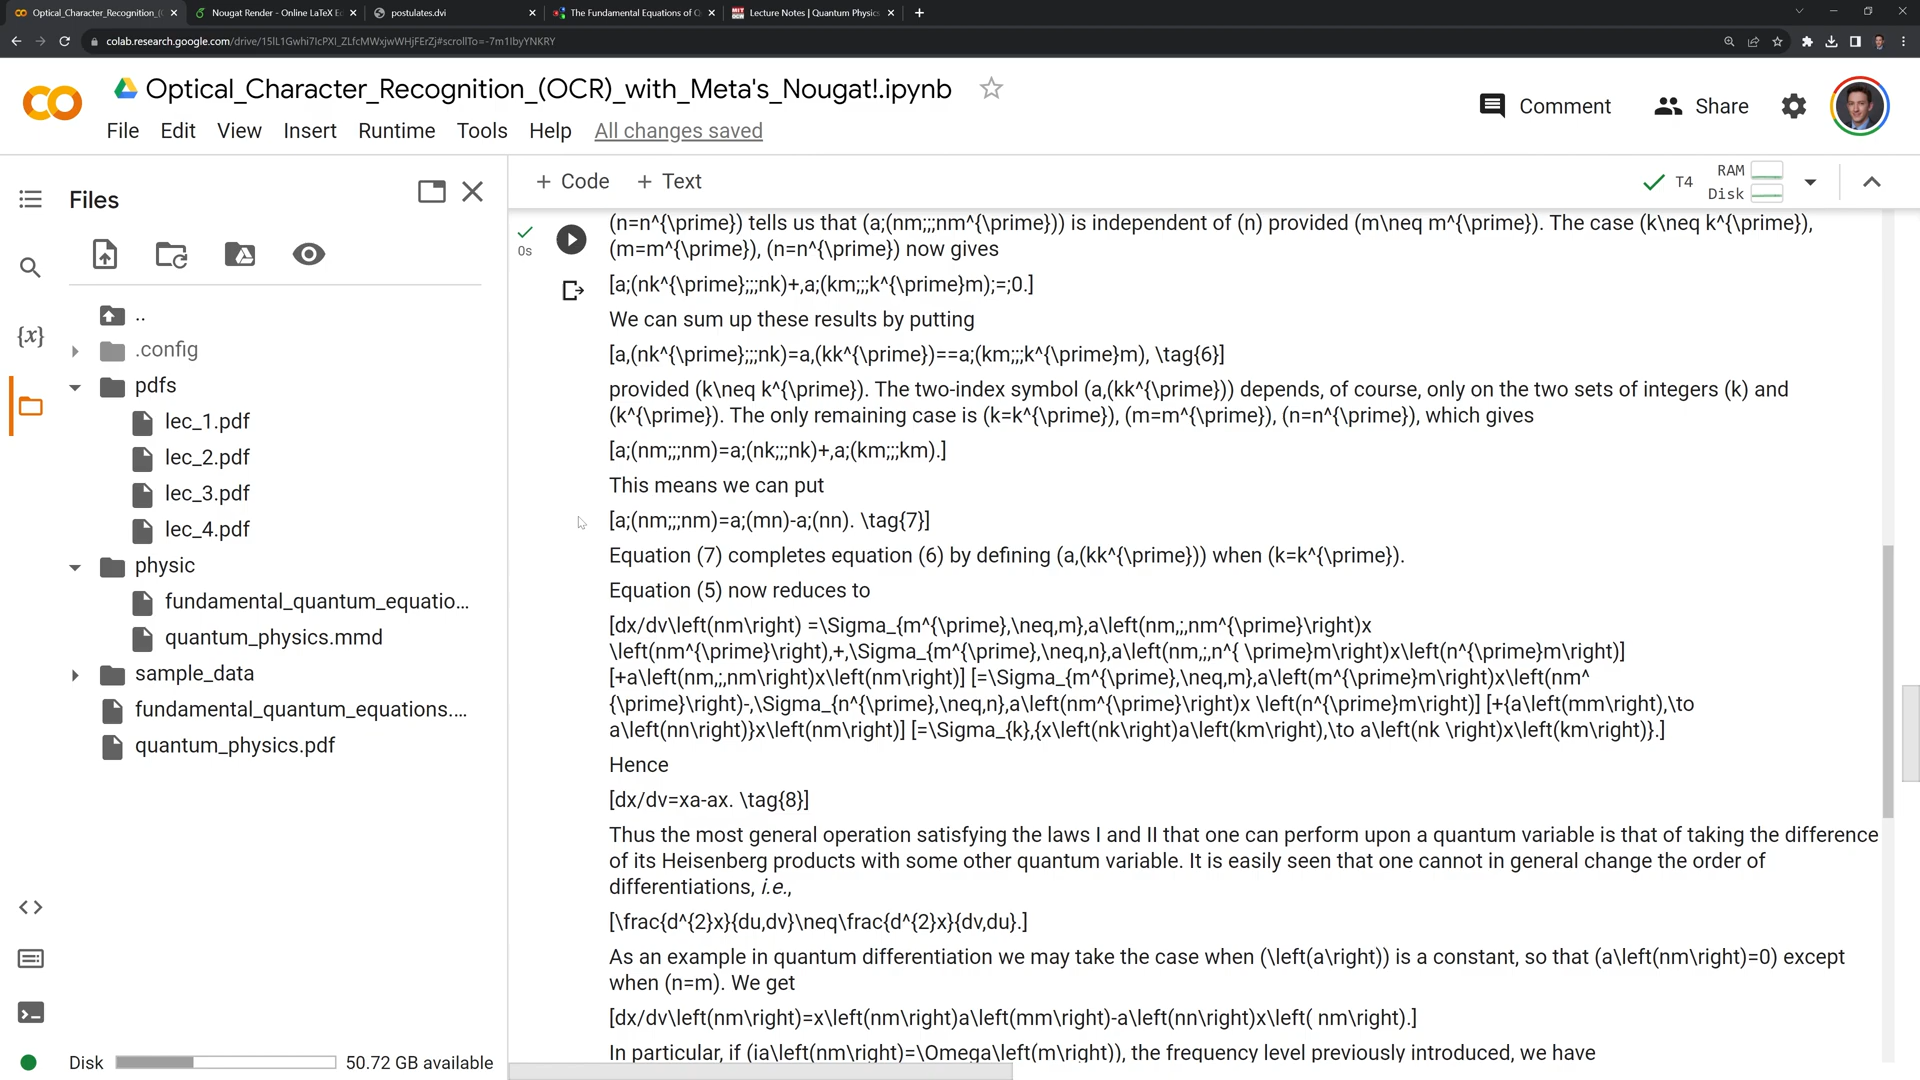 Optical_Character_Recognition_(
Nougat Render - Online LaTeX E
postulates.dvi
The Fundamental Equations of Q
Lecture Notes | Quantum Physics
colab.research.google.com/drive/15lL1Gwhi7IcPXI_ZLfcMWxjwWHjFErZj#scrollTo=-7m1IbyYNKRY
CO
Optical_Character_Recognition_(OCR)_with_Meta's_Nougat!.ipynb
Comment
Share
File Edit View Insert Runtime Tools Help All changes saved
Files
+ Code + Text
T4
RAM
Disk
{x}
..
.config
pdfs
lec_1.pdf
lec_2.pdf
lec_3.pdf
lec_4.pdf
physic
fundamental_quantum_equatio...
quantum_physics.mmd
sample_data
fundamental_quantum_equations....
quantum_physics.pdf
Disk
50.72 GB available
0s
(n=n^{\prime}) tells us that (a;(nm;;;nm^{\prime})) is independent of (n) provided (m\neq m^{\prime}). The case (k\neq k^{\prime}),
(m=m^{\prime}), (n=n^{\prime}) now gives
[a;(nk^{\prime};;;nk)+,a;(km;;;k^{\prime}m);=;0.]
We can sum up these results by putting
[a,(nk^{\prime};;;nk)=a,(kk^{\prime})==a;(km;;;k^{\prime}m), \tag{6}]
provided (k\neq k^{\prime}). The two-index symbol (a,(kk^{\prime})) depends, of course, only on the two sets of integers (k) and
(k^{\prime}). The only remaining case is (k=k^{\prime}), (m=m^{\prime}), (n=n^{\prime}), which gives
[a;(nm;;;nm)=a;(nk;;;nk)+,a;(km;;;km).]
This means we can put
[a;(nm;;;nm)=a;(mn)-a;(nn). \tag{7}]
Equation (7) completes equation (6) by defining (a,(kk^{\prime})) when (k=k^{\prime}).
Equation (5) now reduces to
[dx/dv\left(nm\right) =\Sigma_{m^{\prime},\neq,m},a\left(nm,;,nm^{\prime}\right)x
\left(nm^{\prime}\right),+,\Sigma_{m^{\prime},\neq,n},a\left(nm,;,n^{ \prime}m\right)x\left(n^{\prime}m\right)]
[+a\left(nm,;,nm\right)x\left(nm\right)] [=\Sigma_{m^{\prime},\neq,m},a\left(m^{\prime}m\right)x\left(nm^
{\prime}\right)-,\Sigma_{n^{\prime},\neq,n},a\left(nm^{\prime}\right)x \left(n^{\prime}m\right)] [+{a\left(mm\right),\to
a\left(nn\right)}x\left(nm\right)] [=\Sigma_{k},{x\left(nk\right)a\left(km\right),\to a\left(nk \right)x\left(km\right)}.]
Hence
[dx/dv=xa-ax. \tag{8}]
Thus the most general operation satisfying the laws I and II that one can perform upon a quantum variable is that of taking the difference
of its Heisenberg products with some other quantum variable. It is easily seen that one cannot in general change the order of
differentiations, i.e.,
[\frac{d^{2}x}{du,dv}\neq\frac{d^{2}x}{dv,du}.]
As an example in quantum differentiation we may take the case when (\left(a\right)) is a constant, so that (a\left(nm\right)=0) except
when (n=m). We get
[dx/dv\left(nm\right)=x\left(nm\right)a\left(mm\right)-a\left(nn\right)x\left( nm\right).]
In particular, if (ia\left(nm\right)=\Omega\left(m\right)), the frequency level previously introduced, we have